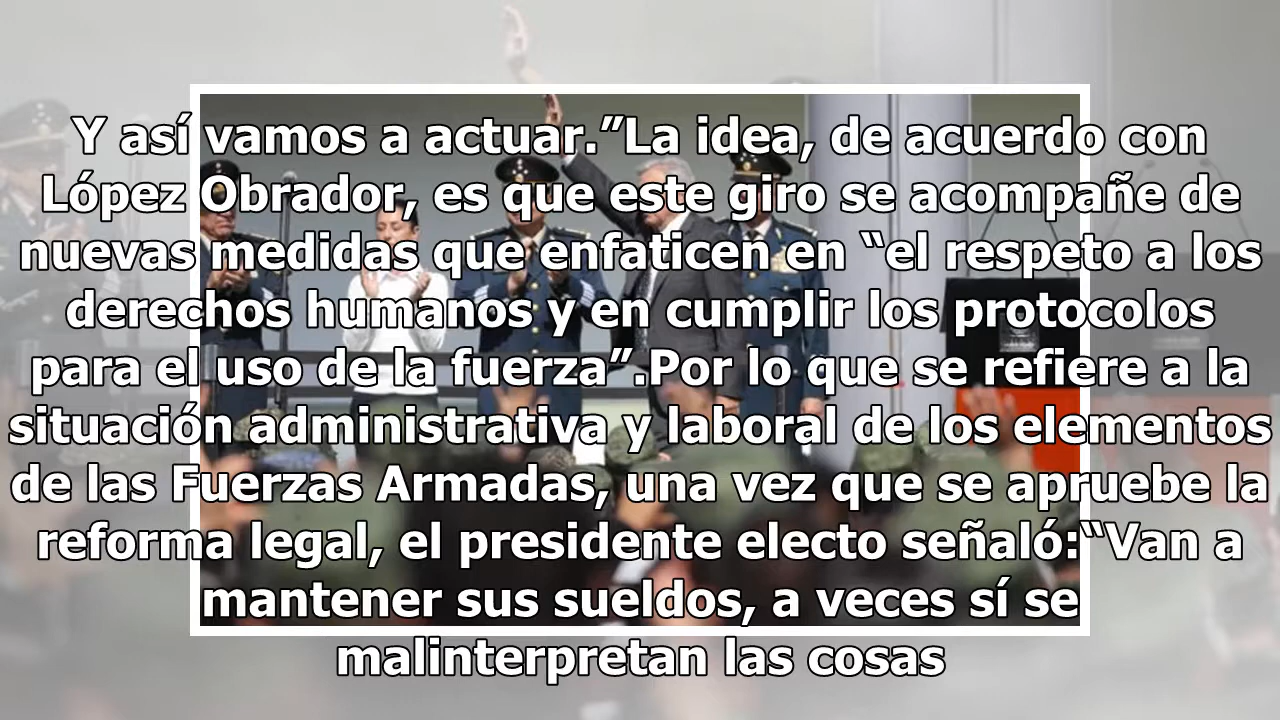 Y así vamos a actuar.”La idea, de acuerdo con
López Obrador, es que este giro se acompañe de
nuevas medidas que enfaticen en “el respeto a los
derechos humanos y en cumplir los protocolos
para el uso de la fuerza”.Por lo que se refiere a la
situación administrativa y laboral de los elementos
de las Fuerzas Armadas, una vez que se apruebe la
reforma legal, el presidente electo señaló:“Van a
mantener sus sueldos, a veces sí se
malinterpretan las cosas